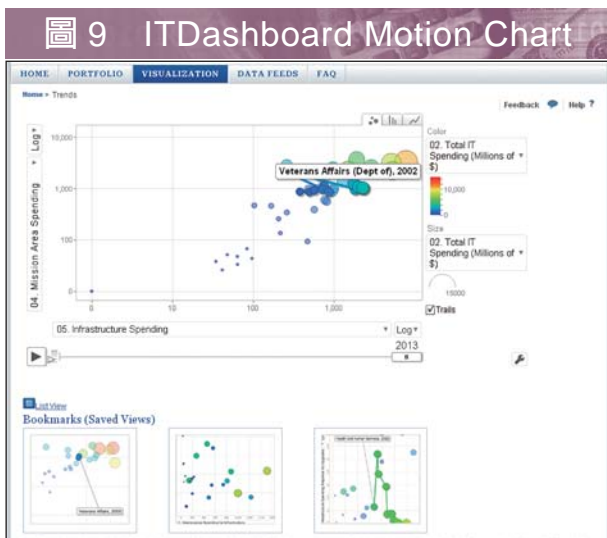 圖 9 ITDashboard Motion Chart
HOME PORTFOLIO VISUALIZATION DATA FEEDS FAQ
Home > Trends
Feedback Help ?
Log
10,000
1,000
100
0
04. Mission Area Spending
Veterans Affairs (Dept of), 2002
0 10 100 1,000
05. Infrastructure Spending Log
2013
Color
02. Total IT
Spending (Millions of
$)
10,000
0
Size
02. Total IT
Spending (Millions of
$)
15000
Trails
List View
Bookmarks (Saved Views)
Veterans Affairs, 2002